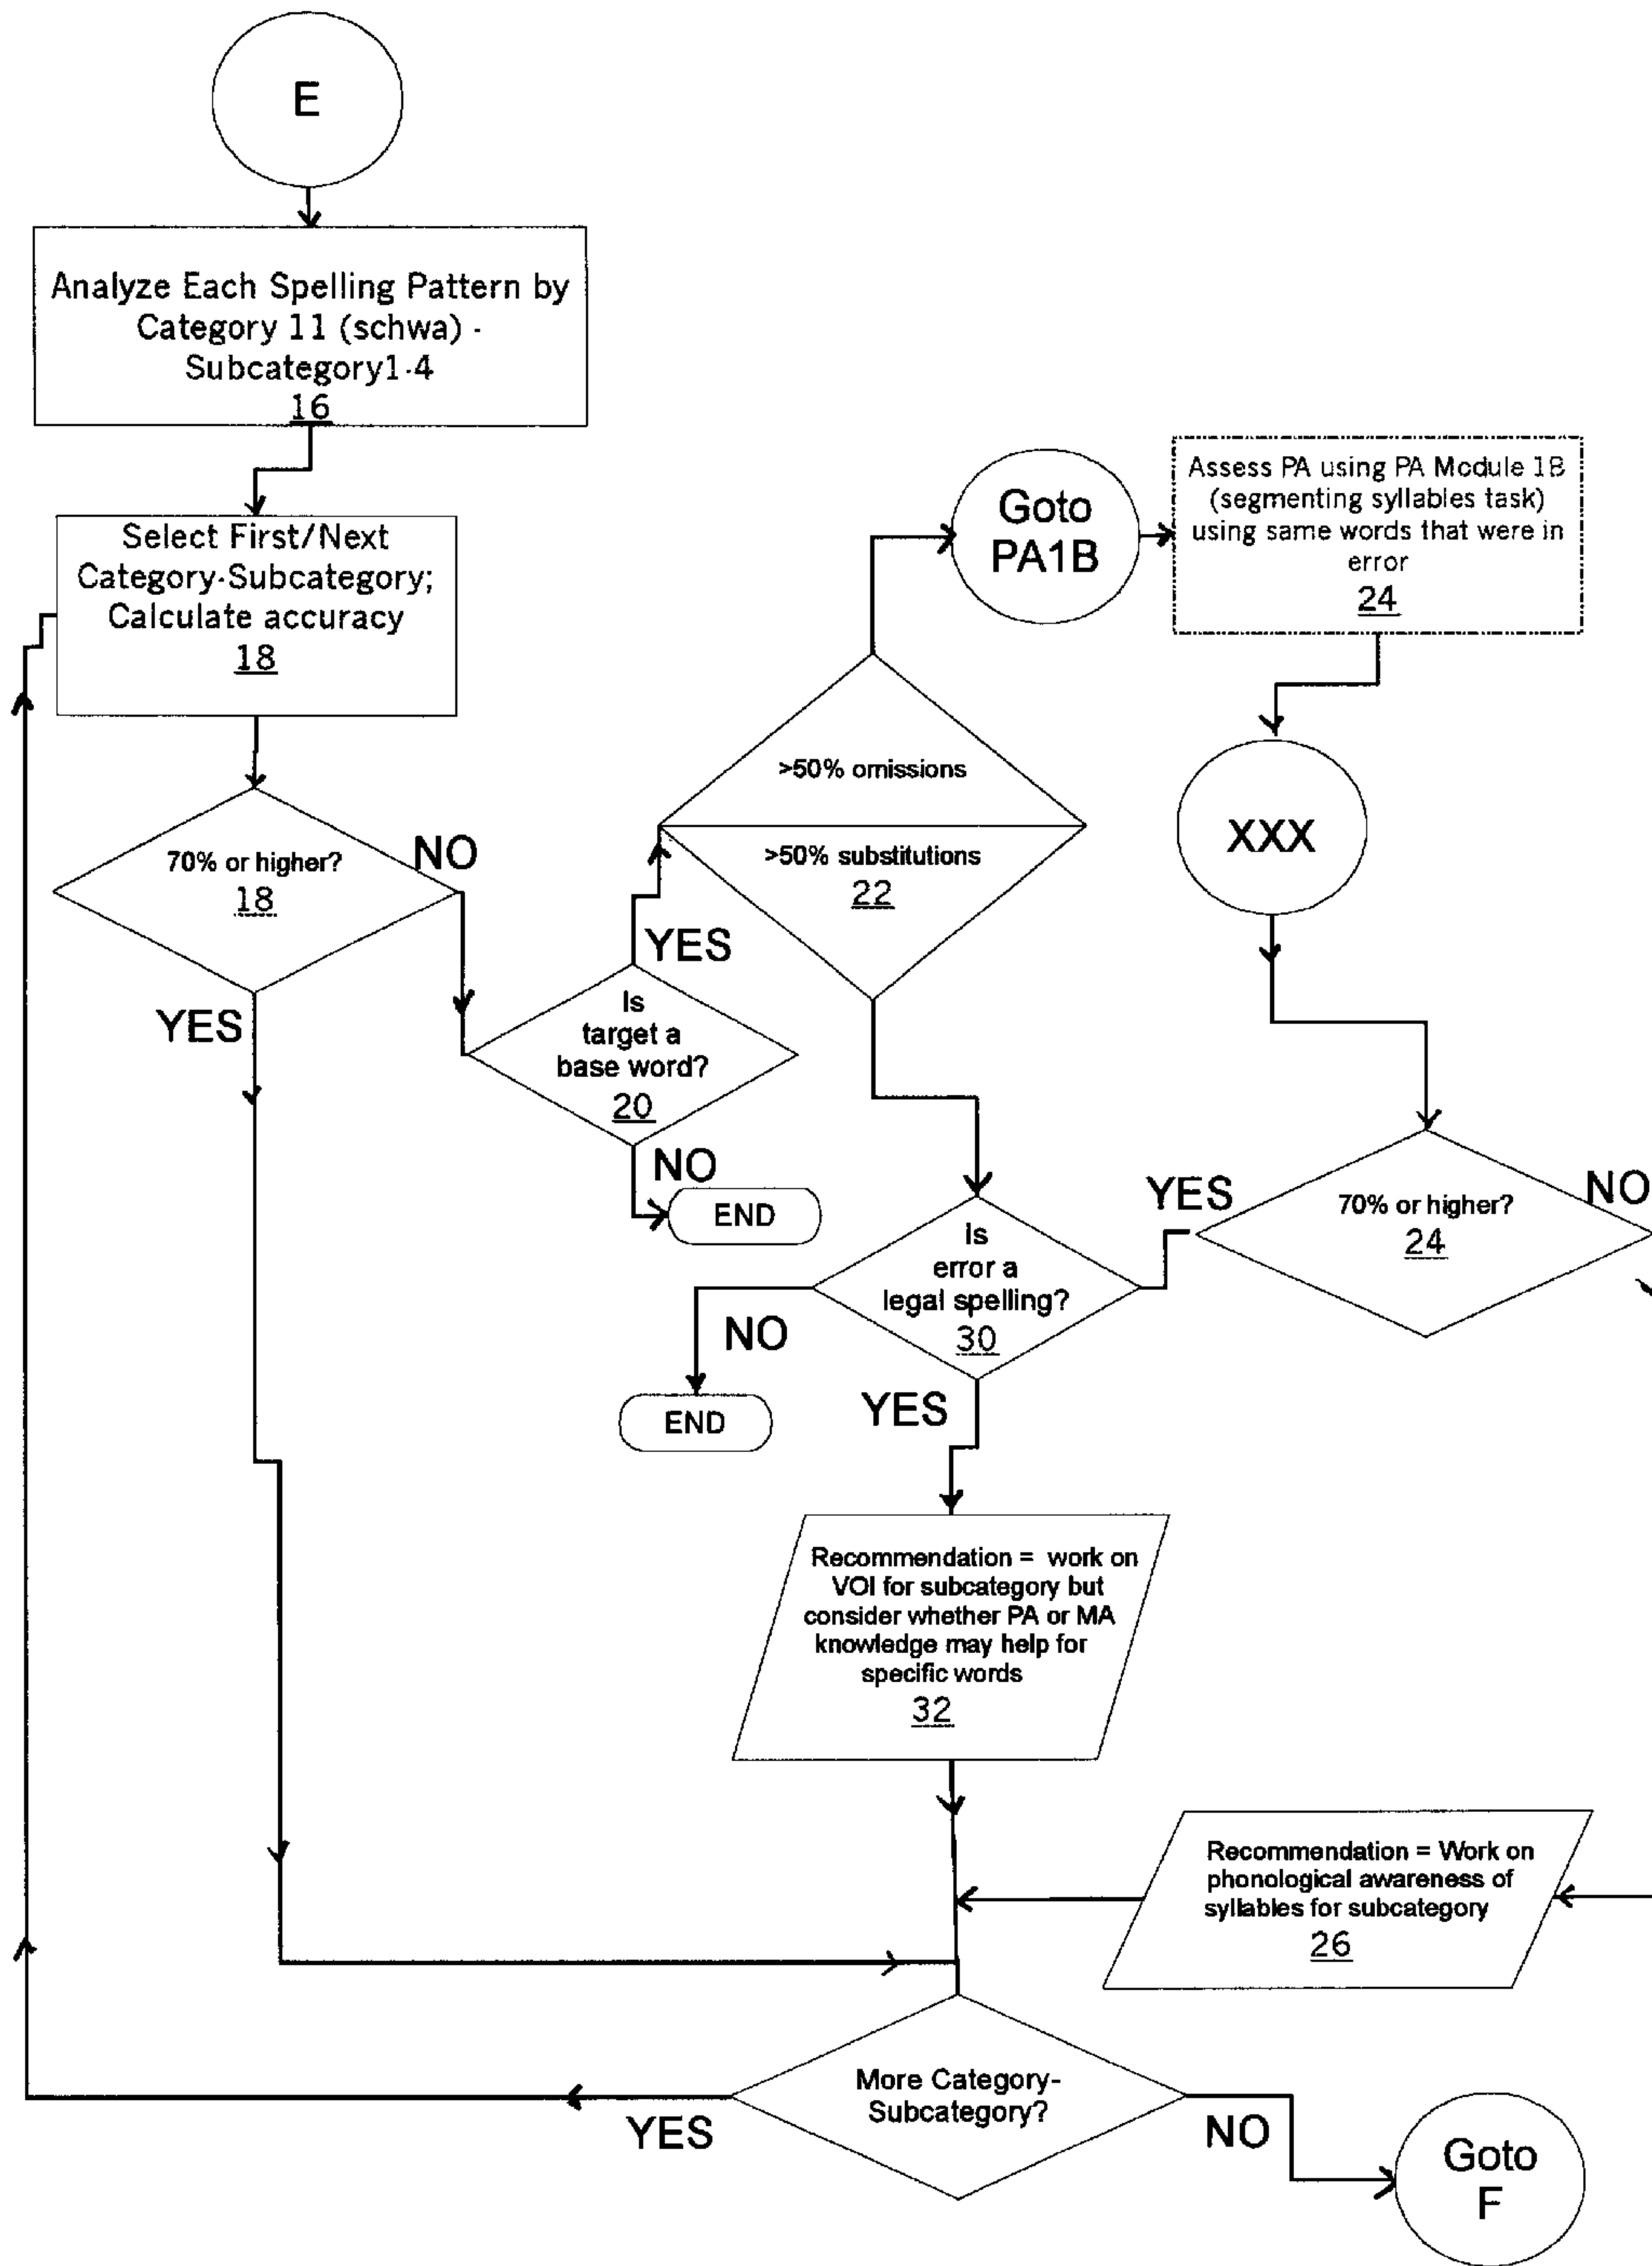 E
Analyze Each Spelling Pattern by
Category 11 (schwa) -
Subcategory1-4
16
Select First/Next
Category-Subcategory;
Calculate accuracy
18
70% or higher?
18
NO
YES
Is
target a
base word?
20
YES
NO
END
>50% omissions
>50% substitutions
22
Goto
PA1B
Assess PA using PA Module 1B
(segmenting syllables task)
using same words that were in
error
24
XXX
70% or higher?
24
YES
NO
Is
error a
legal spelling?
30
NO
END
YES
Recommendation = work on
VOI for subcategory but
consider whether PA or MA
knowledge may help for
specific words
32
Recommendation = Work on
phonological awareness of
syllables for subcategory
26
More Category-
Subcategory?
YES
NO
Goto
F